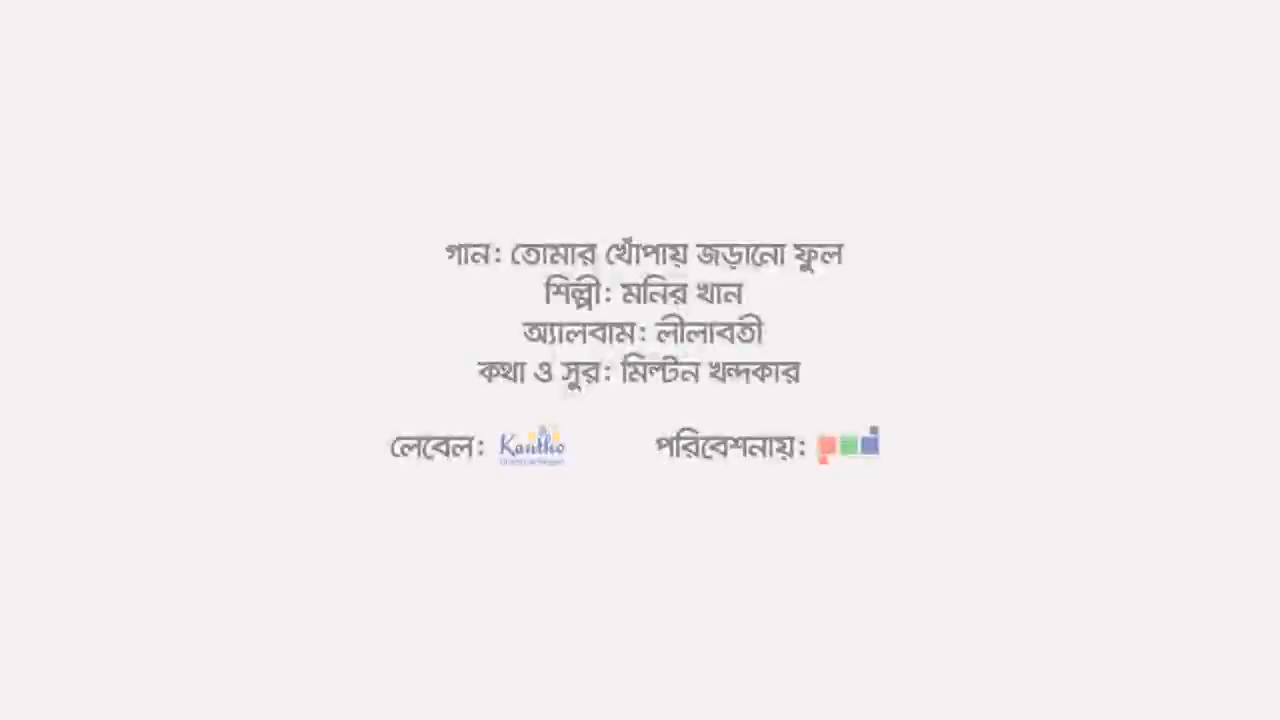 গান: তোমার খোঁপায় জড়ানো ফুল
শিল্পী: মনির খান
অ্যালবাম: লীলাবতী
কথা ও সুর: মিল্টন খন্দকার
লেবেল: Kantho পরিবেশনায়: